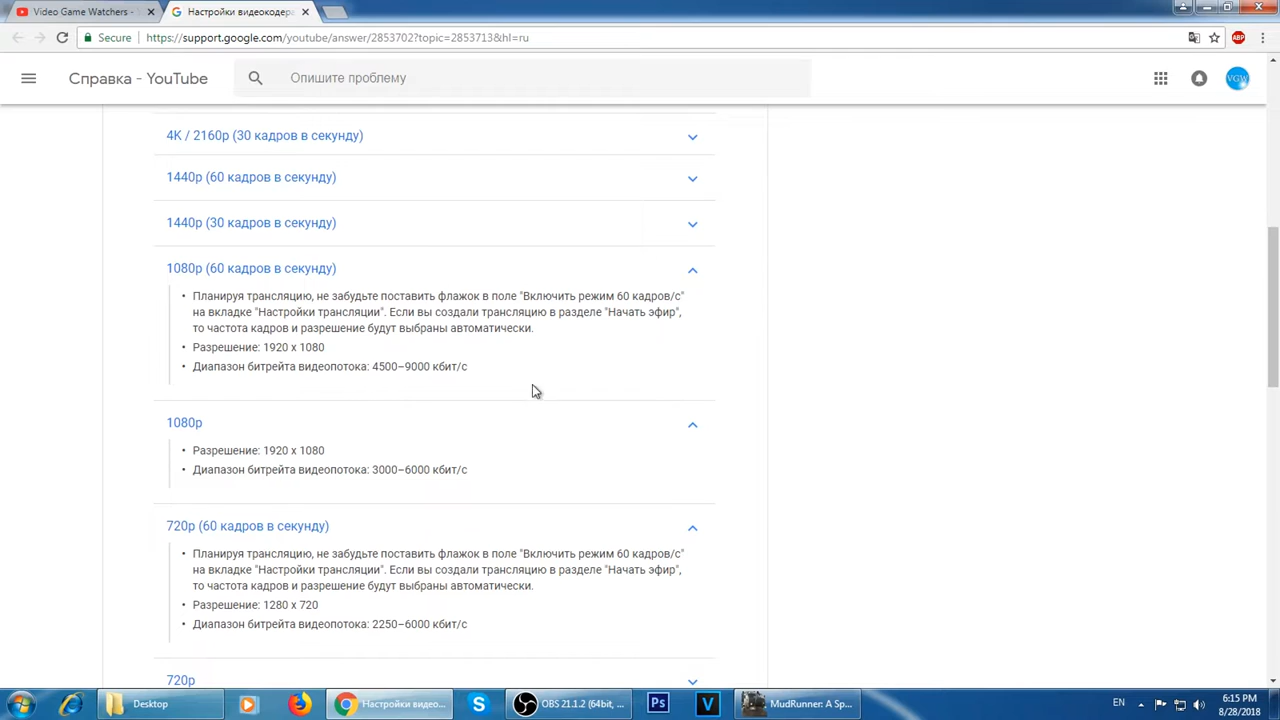 Video Game Watchers -
Настройки видеокодера
Secure
https://support.google.com/youtube/answer/2853702?topic=2853713&hl=ru
ABP
Справка - YouTube
Опишите проблему
VGW
4K / 2160p (30 кадров в секунду)
1440p (60 кадров в секунду)
1440p (30 кадров в секунду)
1080p (60 кадров в секунду)
• Планируя трансляцию, не забудьте поставить флажок в поле "Включить режим 60 кадров/с"
на вкладке "Настройки трансляции". Если вы создали трансляцию в разделе "Начать эфир",
то частота кадров и разрешение будут выбраны автоматически.
• Разрешение: 1920 x 1080
• Диапазон битрейта видеопотока: 4500–9000 кбит/с
1080p
• Разрешение: 1920 x 1080
• Диапазон битрейта видеопотока: 3000–6000 кбит/с
720p (60 кадров в секунду)
• Планируя трансляцию, не забудьте поставить флажок в поле "Включить режим 60 кадров/с"
на вкладке "Настройки трансляции". Если вы создали трансляцию в разделе "Начать эфир",
то частота кадров и разрешение будут выбраны автоматически.
• Разрешение: 1280 x 720
• Диапазон битрейта видеопотока: 2250–6000 кбит/с
720p
Desktop
Настройки видео...
OBS 21.1.2 (64bit, ...
Ps
V
MudRunner: A Sp...
EN
6:15 PM
8/28/2018